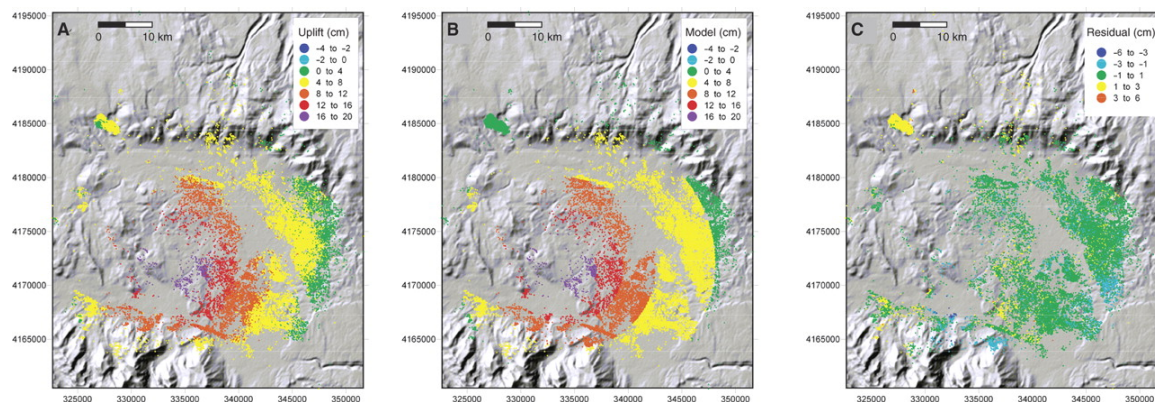 4195000
4190000
4185000
4180000
4175000
4170000
4165000
A
0 10 km
Uplift (cm)
−4 to −2
−2 to 0
0 to 4
4 to 8
8 to 12
12 to 16
16 to 20
325000 330000 335000 340000 345000 350000
4195000
4190000
4185000
4180000
4175000
4170000
4165000
B
0 10 km
Model (cm)
−4 to −2
−2 to 0
0 to 4
4 to 8
8 to 12
12 to 16
16 to 20
325000 330000 335000 340000 345000 350000
4195000
4190000
4185000
4180000
4175000
4170000
4165000
C
0 10 km
Residual (cm)
−6 to −3
−3 to −1
−1 to 1
1 to 3
3 to 6
325000 330000 335000 340000 345000 350000